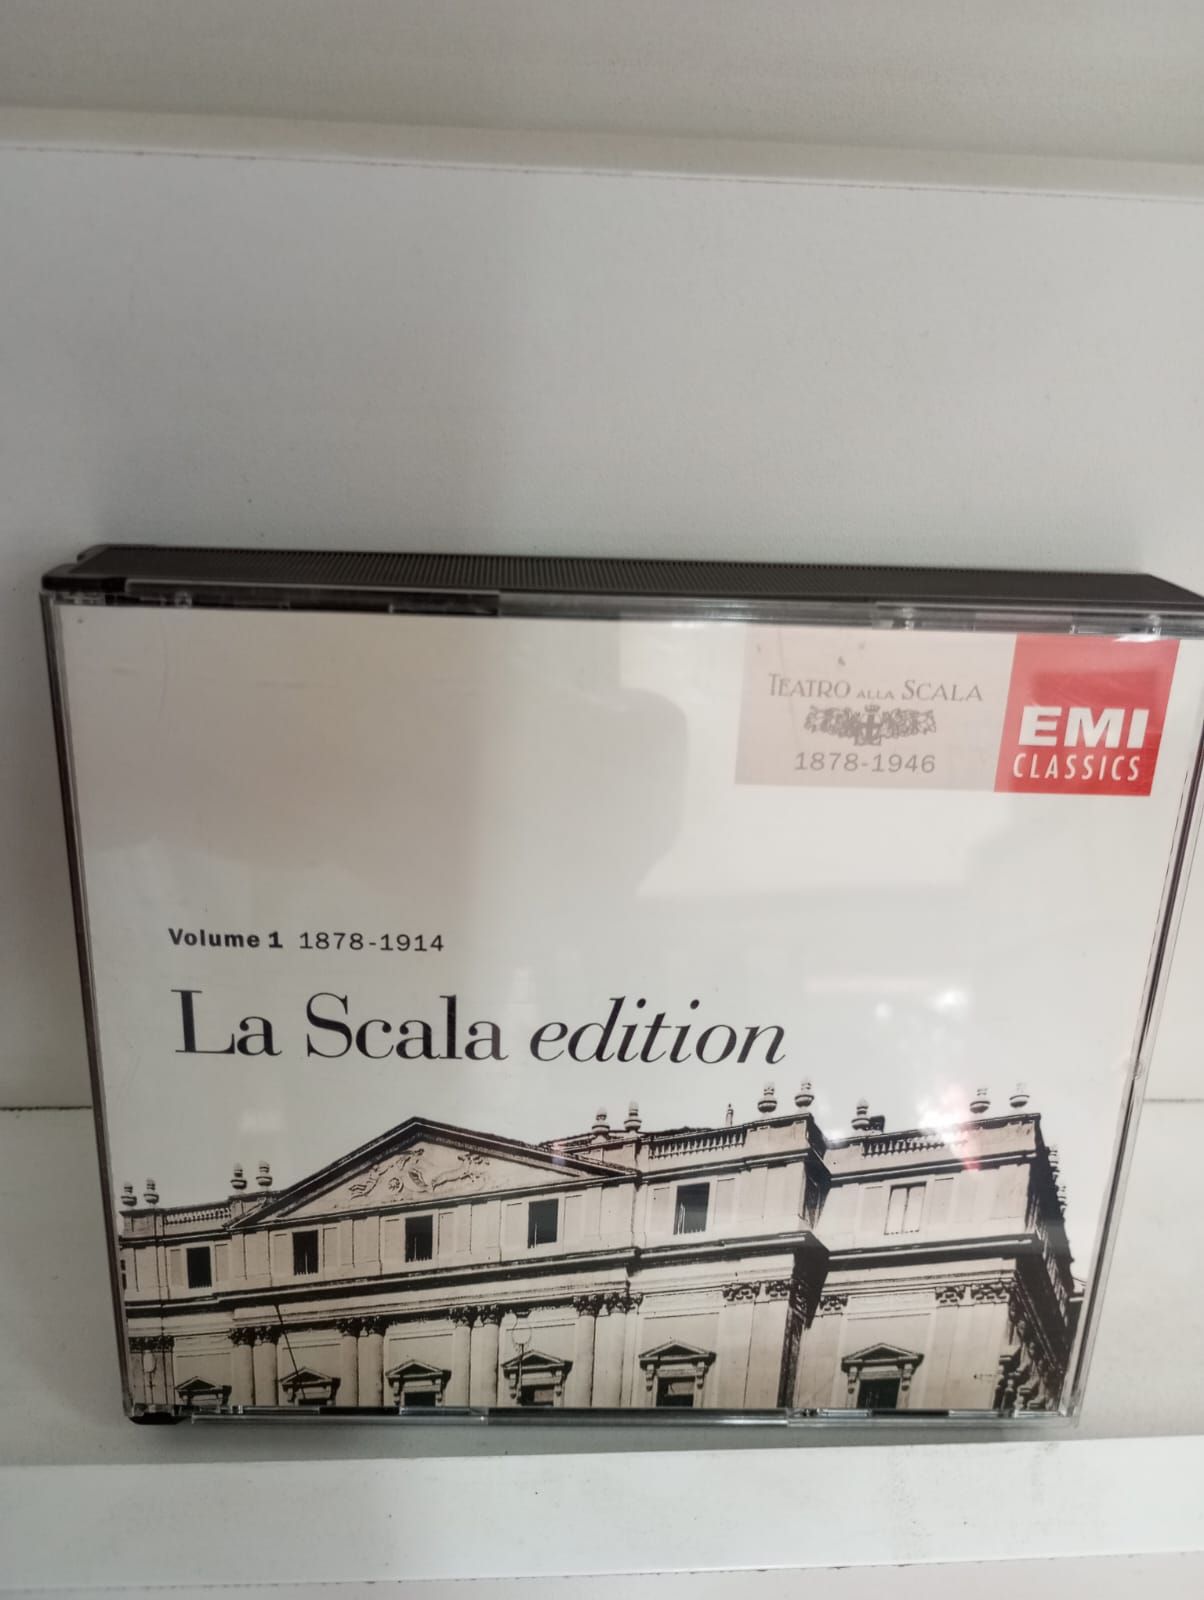 TEATRO ALLA SCALA
1878-1946
EMI
CLASSICS
Volume 1 1878-1914
La Scala edition